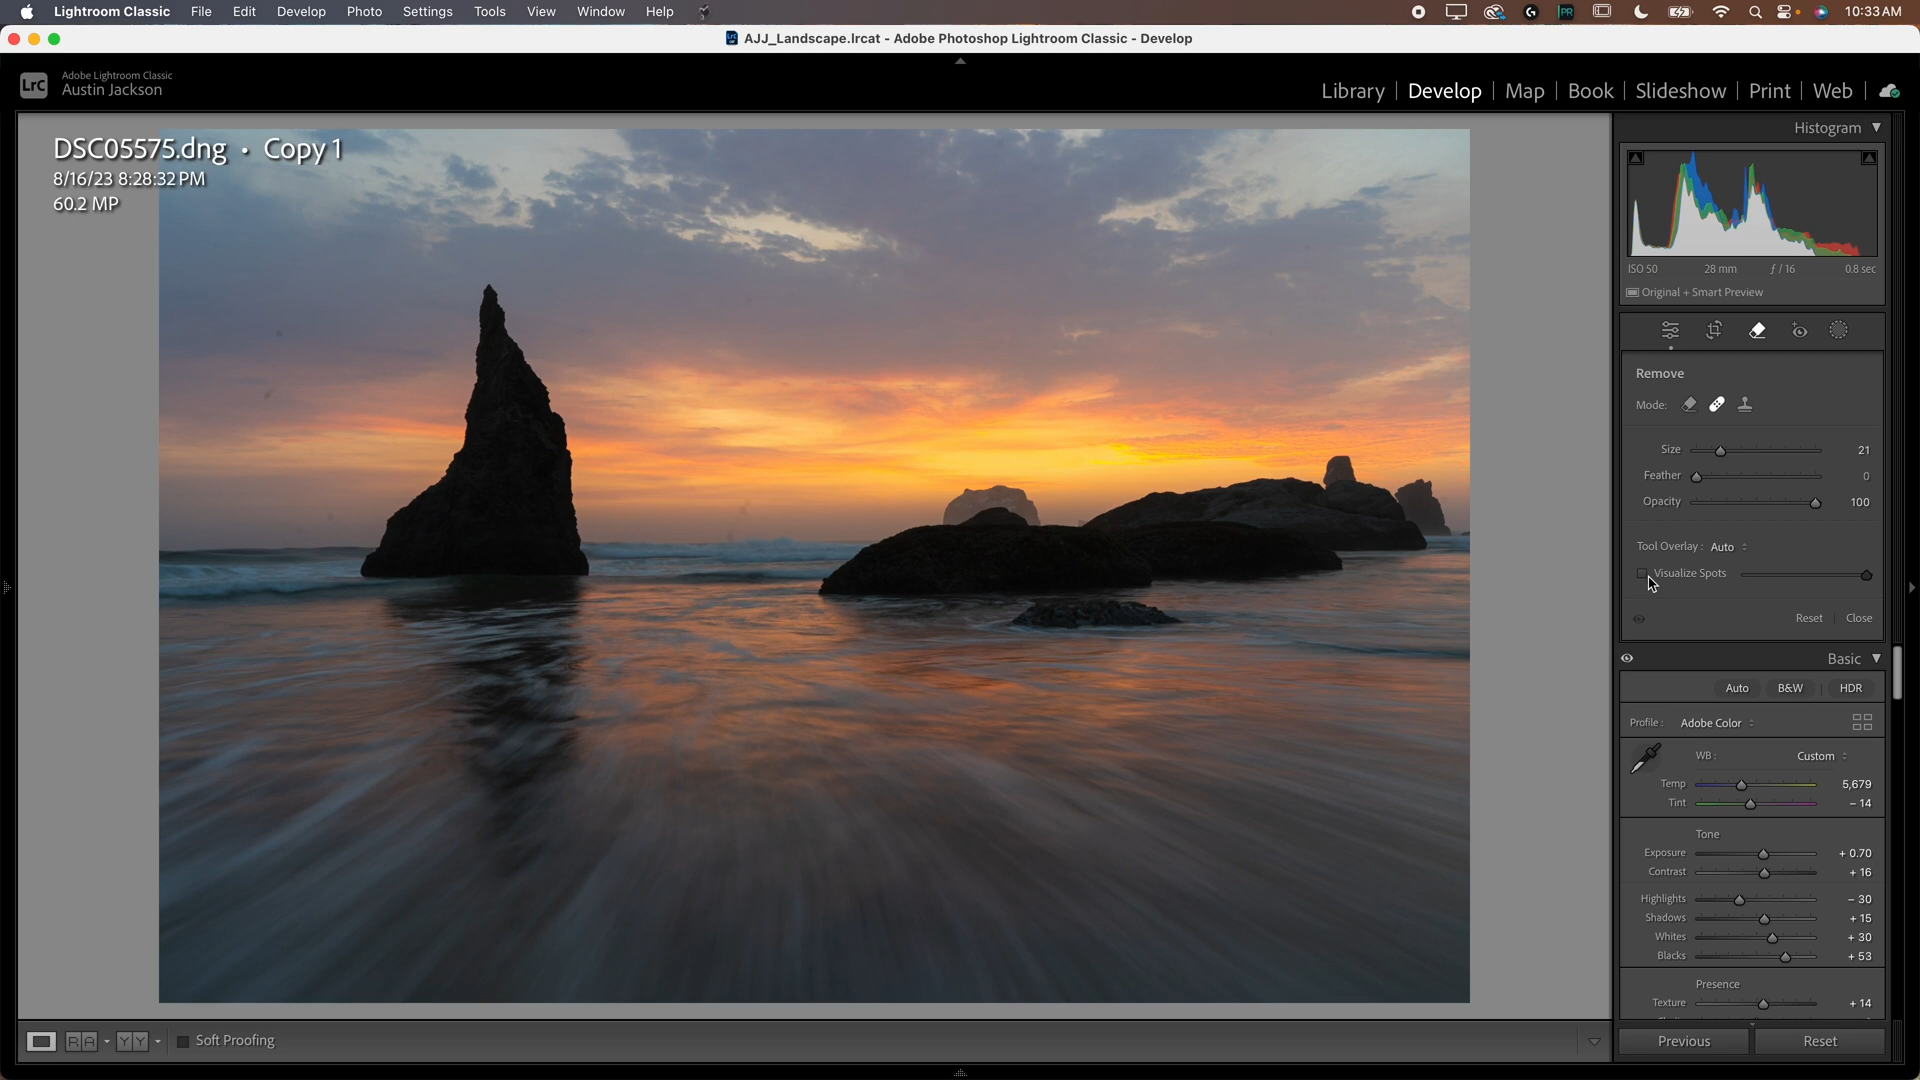 Lightroom Classic File Edit Develop Photo Settings Tools View Window Help 10:33 AM
AJJ_Landscape.lrcat - Adobe Photoshop Lightroom Classic - Develop
LrC Adobe Lightroom Classic
Austin Jackson
Library | Develop | Map | Book | Slideshow | Print | Web
DSC05575.dng • Copy 1
8/16/23 8:28:32 PM
60.2 MP
Histogram
ISO 50 28 mm ƒ / 16 0.8 sec
Original + Smart Preview
Remove
Mode:
Size 21
Feather 0
Opacity 100
Tool Overlay : Auto
Visualize Spots
Reset Close
Basic
Auto B&W HDR
Profile : Adobe Color
WB : Custom
Temp 5,679
Tint – 14
Tone
Exposure + 0.70
Contrast + 16
Highlights – 30
Shadows + 15
Whites + 30
Blacks + 53
Presence
Texture + 14
R A Y Y Soft Proofing
Previous Reset